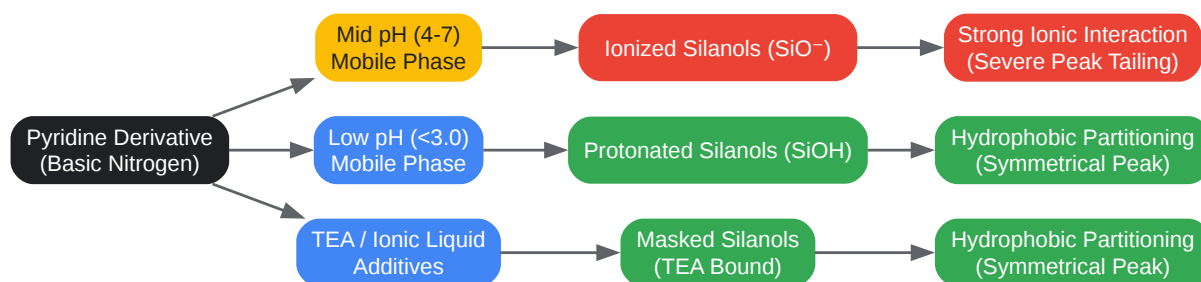 Pyridine Derivative
(Basic Nitrogen)
Mid pH (4-7)
Mobile Phase
Ionized Silanols (SiO⁻)
Strong Ionic Interaction
(Severe Peak Tailing)
Low pH (<3.0)
Mobile Phase
Protonated Silanols (SiOH)
Hydrophobic Partitioning
(Symmetrical Peak)
TEA / Ionic Liquid
Additives
Masked Silanols
(TEA Bound)
Hydrophobic Partitioning
(Symmetrical Peak)